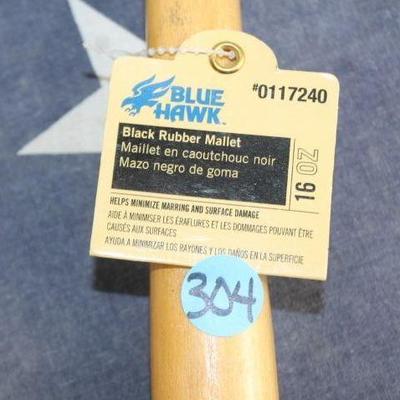 BLUE
HAWK™
#0117240
Black Rubber Mallet
Maillet en caoutchouc noir
Mazo negro de goma
16 OZ
HELPS MINIMIZE MARRING AND SURFACE DAMAGE
AIDE À MINIMISER LES ÉRAFLURES ET LES DOMMAGES POUVANT ÊTRE
CAUSÉS AUX SURFACES
AYUDA A MINIMIZAR LOS RAYONES Y LOS DAÑOS EN LA SUPERFICIE
304